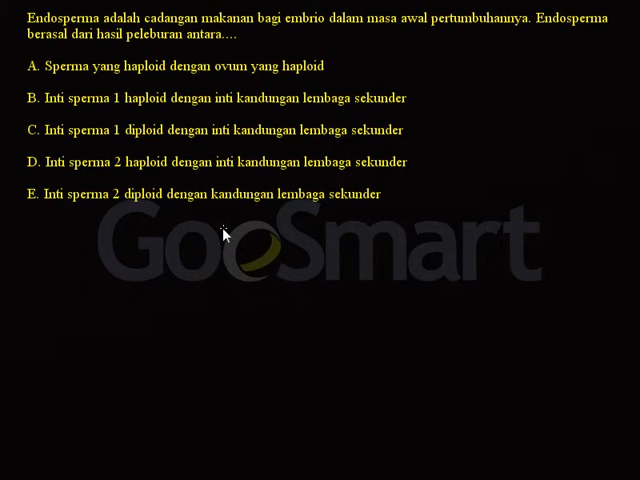 Endosperma adalah cadangan makanan bagi embrio dalam masa awal pertumbuhannya. Endosperma
berasal dari hasil peleburan antara....
A. Sperma yang haploid dengan ovum yang haploid
B. Inti sperma 1 haploid dengan inti kandungan lembaga sekunder
C. Inti sperma 1 diploid dengan inti kandungan lembaga sekunder
D. Inti sperma 2 haploid dengan inti kandungan lembaga sekunder
E. Inti sperma 2 diploid dengan kandungan lembaga sekunder
GoeSmart